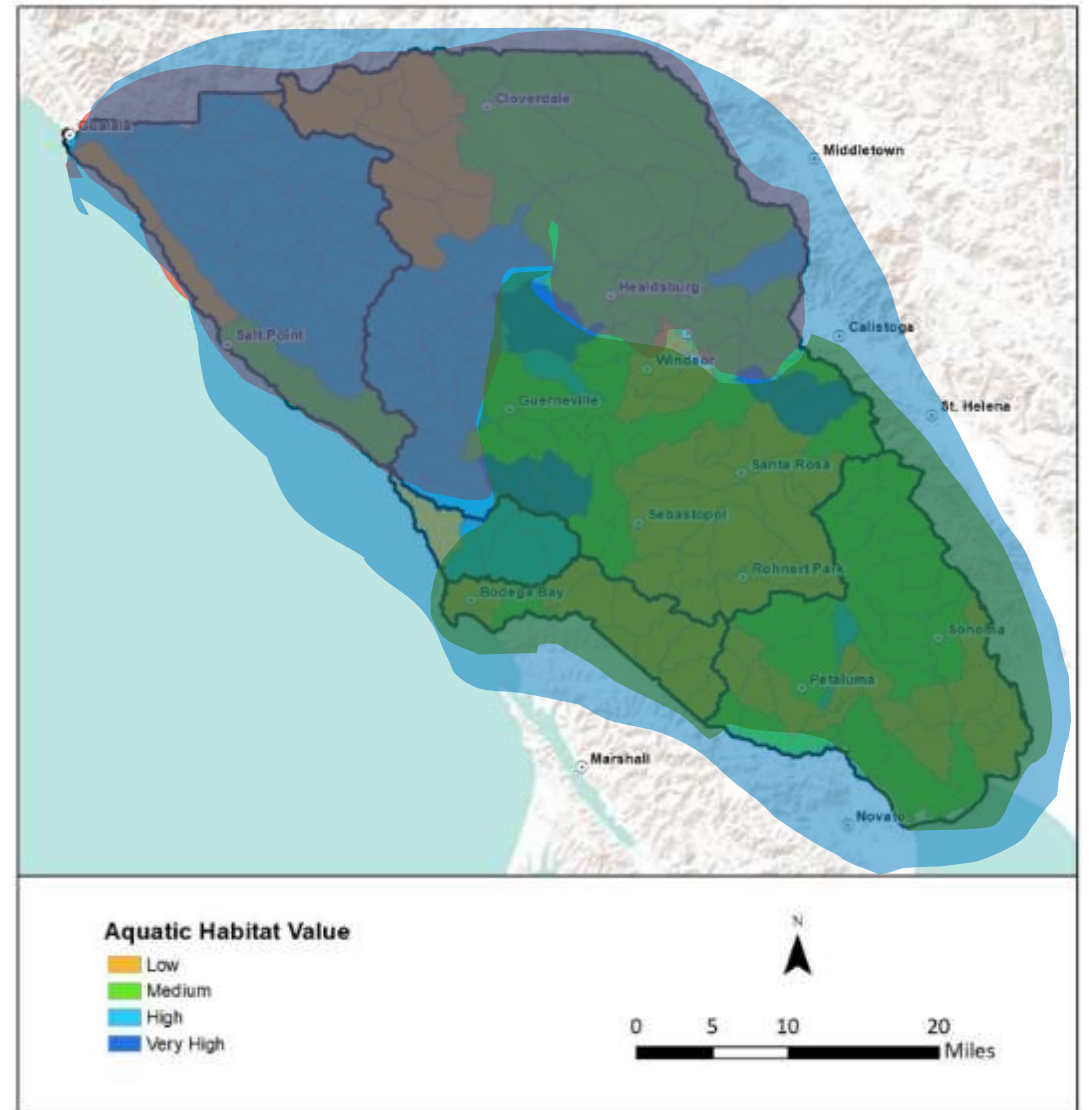 Gualala
Cloverdale
Middletown
Healdsburg
Calistoga
Salt Point
Windsor
Guerneville
St. Helena
Santa Rosa
Sebastopol
Rohnert Park
Bodega Bay
Sonoma
Petaluma
Marshall
Novato
Aquatic Habitat Value
Low
Medium
High
Very High
N
0 5 10 20
Miles